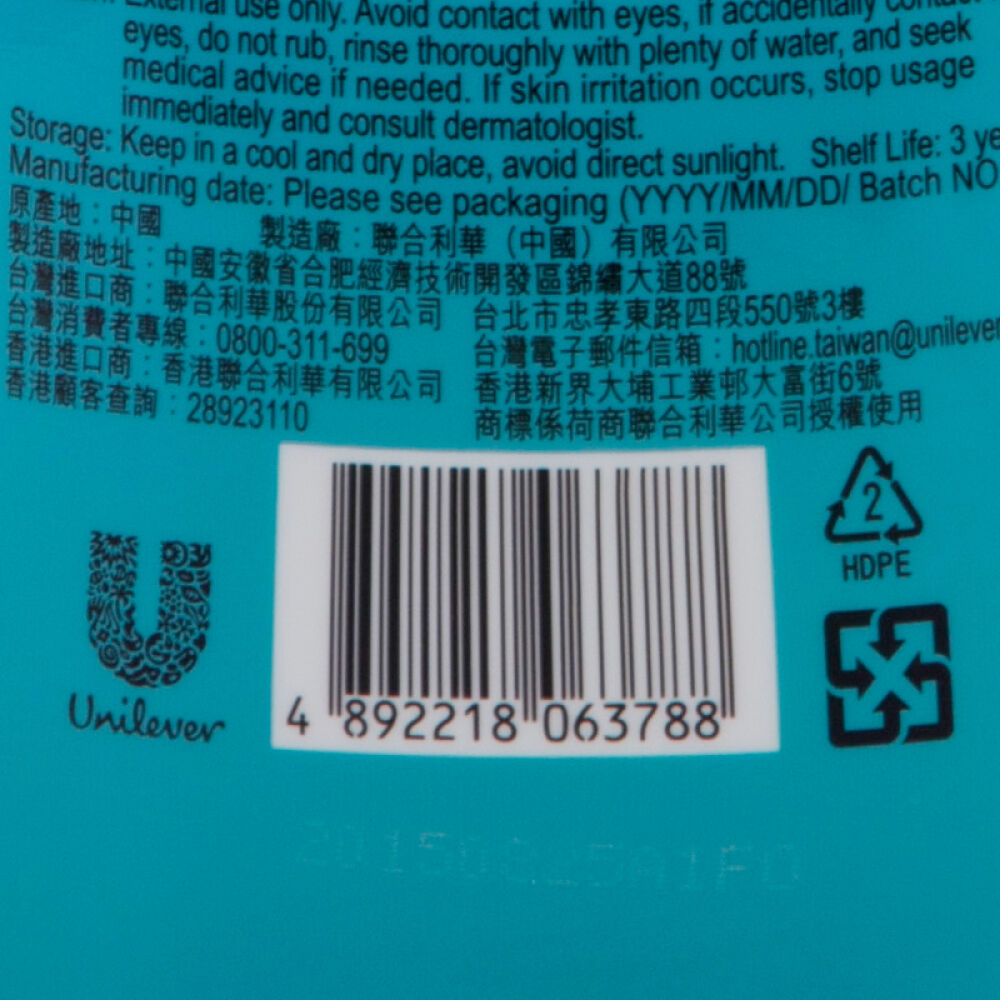 External use only. Avoid contact with eyes, if accidentally contact
eyes, do not rub, rinse thoroughly with plenty of water, and seek
medical advice if needed. If skin irritation occurs, stop usage
immediately and consult dermatologist.
Storage: Keep in a cool and dry place, avoid direct sunlight. Shelf Life: 3
Manufacturing date: Please see packaging (YYYY/MM/DD/ Batch NO
原產地：中國 製造廠：聯合利華（中國）有限公司
製造廠地址：中國安徽省合肥經濟技術開發區錦繡大道88號
台灣進口商：聯合利華股份有限公司 台北市忠孝東路四段550號3樓
台灣消費者專線：0800-311-699 台灣電子郵件信箱：hotline.taiwan@unilever
香港進口商：香港聯合利華有限公司 香港新界大埔工業邨大富街6號
香港顧客查詢：28923110 商標係荷商聯合利華公司授權使用
2
HDPE
Unilever
4 892218 063788